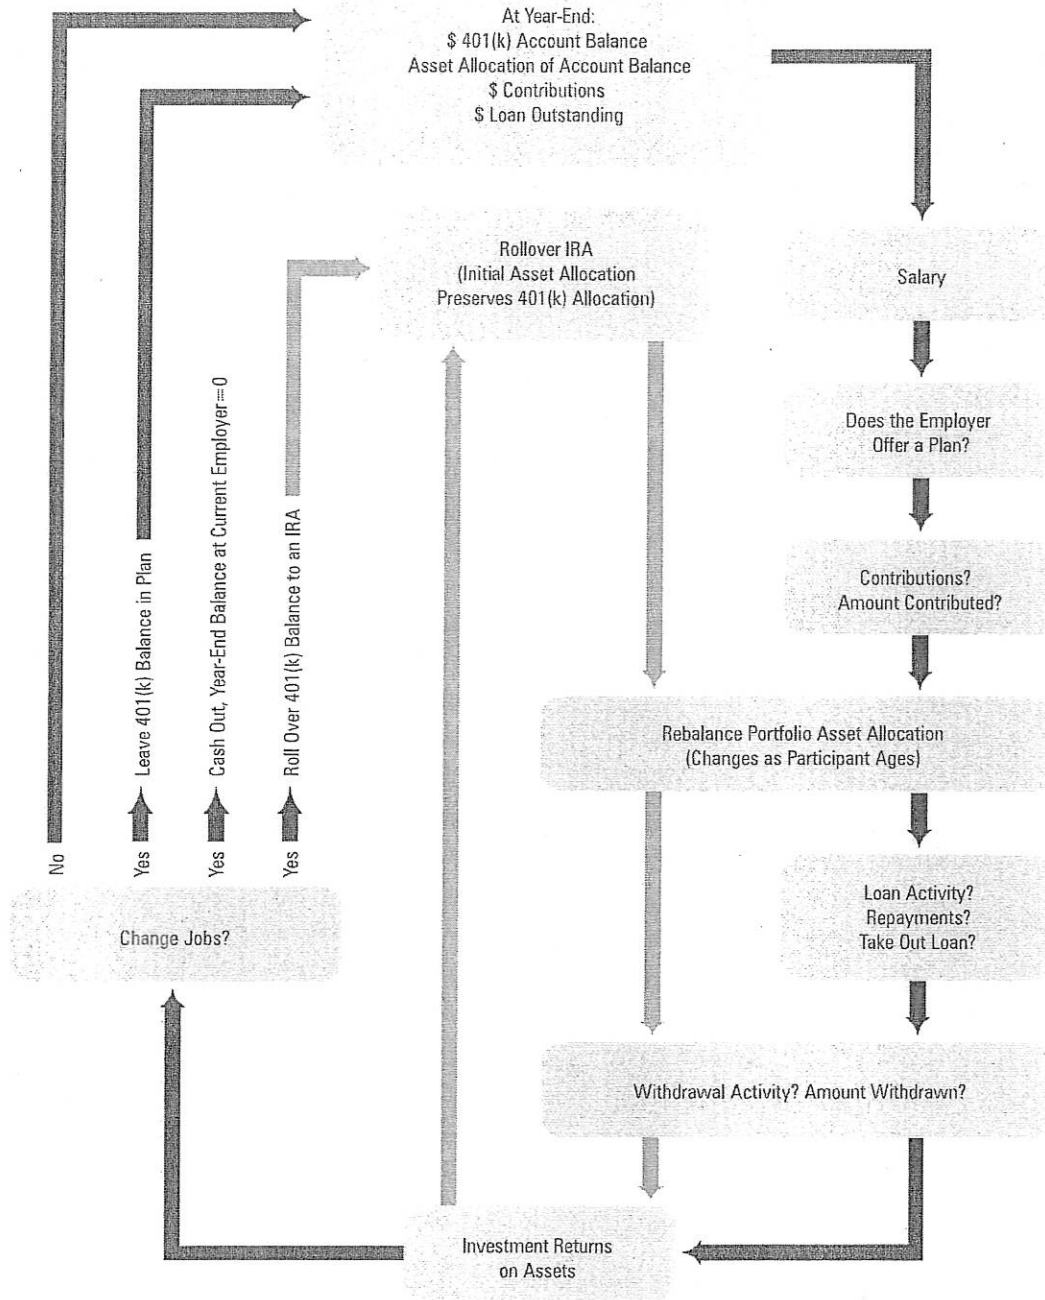 At Year-End:
$ 401(k) Account Balance
Asset Allocation of Account Balance
$ Contributions
$ Loan Outstanding
Rollover IRA
(Initial Asset Allocation
Preserves 401(k) Allocation)
Salary
Does the Employer
Offer a Plan?
Contributions?
Amount Contributed?
Rebalance Portfolio Asset Allocation
(Changes as Participant Ages)
Loan Activity?
Repayments?
Take Out Loan?
Withdrawal Activity? Amount Withdrawn?
Investment Returns
on Assets
Change Jobs?
No
Yes
Leave 401(k) Balance in Plan
Yes
Cash Out, Year-End Balance at Current Employer=0
Yes
Roll Over 401(k) Balance to an IRA